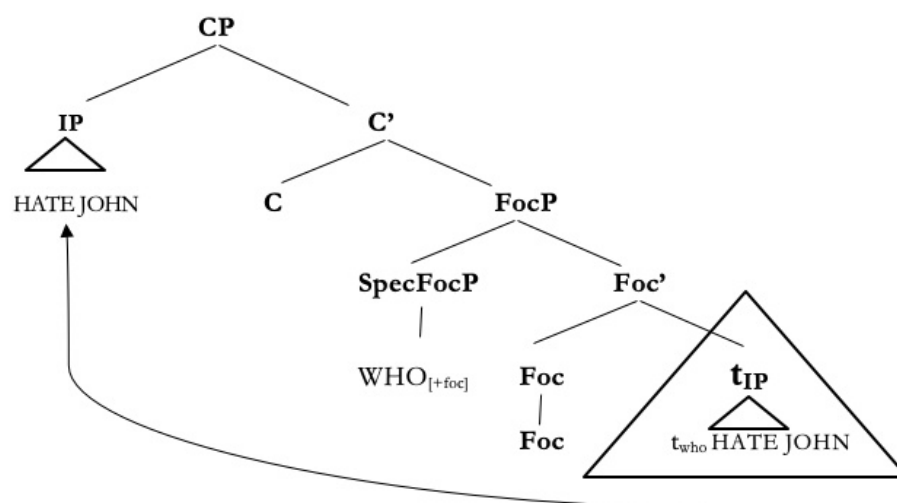 CP
IP C’
HATE JOHN C FocP
SpecFocP Foc’
WHO[+foc] Foc tIP
Foc twho HATE JOHN